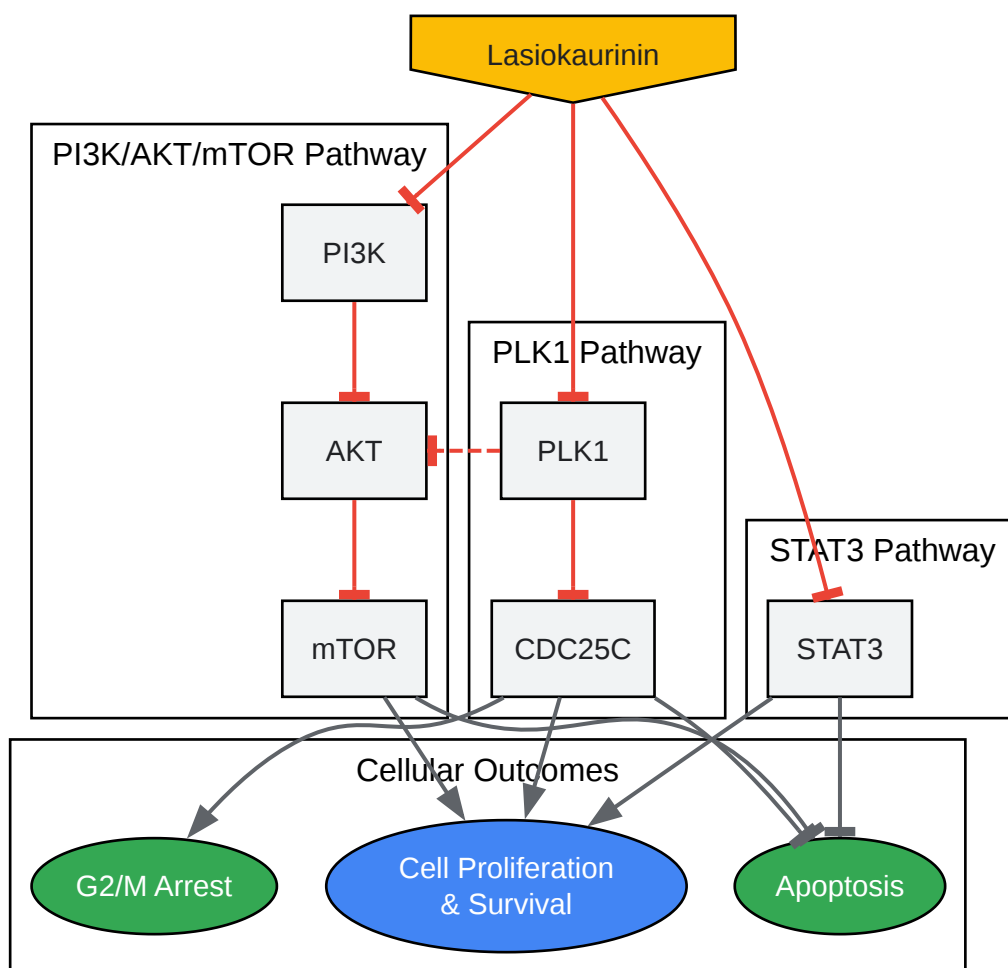 Lasiokaurinin
PI3K/AKT/mTOR Pathway
PI3K
PLK1 Pathway
AKT
PLK1
STAT3 Pathway
mTOR
CDC25C
STAT3
Cellular Outcomes
G2/M Arrest
Cell Proliferation
& Survival
Apoptosis